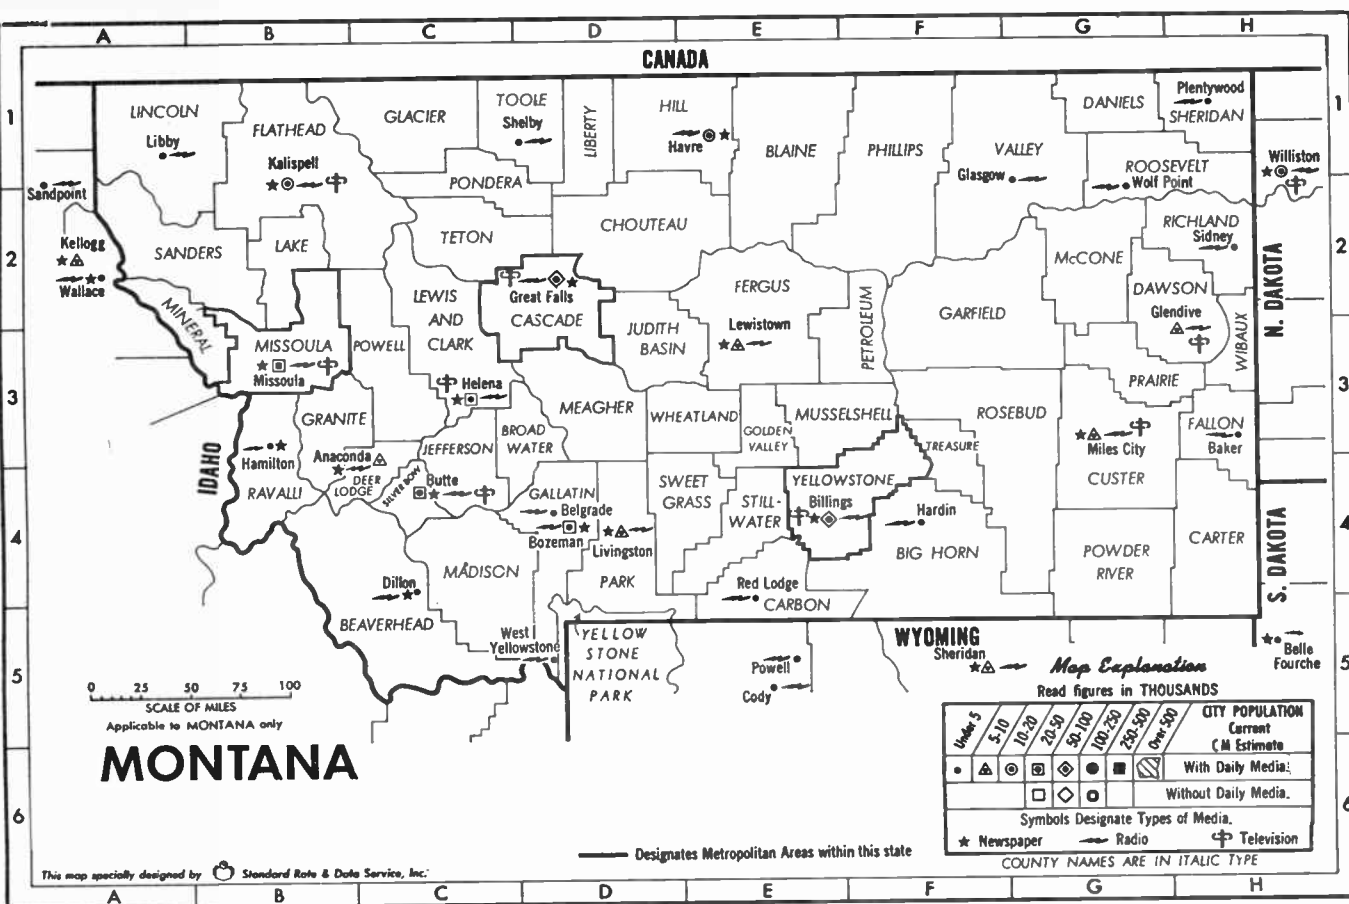 A B C D E F G H
CANADA
1
LINCOLN
Libby
FLATHEAD
Kalispell
GLACIER
TOOLE
Shelby
LIBERTY
HILL
Havre
BLAINE
PHILLIPS
VALLEY
Glasgow
DANIELS
Plentywood
SHERIDAN
1
ROOSEVELT
Wolf Point
Williston
Sandpoint
PONDERA
CHOUTEAU
TETON
RICHLAND
Sidney
2
Kellogg
Wallace
SANDERS
LAKE
McCONE
2
MINERAL
LEWIS
AND
CLARK
Great Falls
CASCADE
JUDITH
BASIN
FERGUS
Lewistown
PETROLEUM
GARFIELD
DAWSON
Glendive
WIBAUX
N. DAKOTA
MISSOULA
Missoula
POWELL
3
Helena
MEAGHER
WHEATLAND
GOLDEN
VALLEY
MUSSELSHELL
ROSEBUD
PRAIRIE
3
IDAHO
GRANITE
Hamilton
RAVALLI
Anaconda
DEER
LODGE
SILVER BOW
JEFFERSON
Butte
BROAD
WATER
TREASURE
Miles City
CUSTER
FALLON
Baker
GALLATIN
Belgrade
Bozeman
Livingston
PARK
SWEET
GRASS
STILL-
WATER
YELLOWSTONE
Billings
Hardin
BIG HORN
4
MADISON
POWDER
RIVER
CARTER
S. DAKOTA
4
Dillon
BEAVERHEAD
Red Lodge
CARBON
West
Yellowstone
YELLOW
STONE
NATIONAL
PARK
WYOMING
Sheridan
Powell
Cody
Belle
Fourche
5
5
0 25 50 75 100
SCALE OF MILES
Applicable to MONTANA only
MONTANA
Map Explanation
Read figures in THOUSANDS
Under 5
5-10
10-20
20-50
50-100
100-250
250-500
Over 500
CITY POPULATION
Current
CM Estimate
With Daily Media.
Without Daily Media.
Symbols Designate Types of Media.
Newspaper Radio Television
COUNTY NAMES ARE IN ITALIC TYPE
6
6
Designates Metropolitan Areas within this state
This map specially designed by Standard Rate & Data Service, Inc.
A B C D E F G H